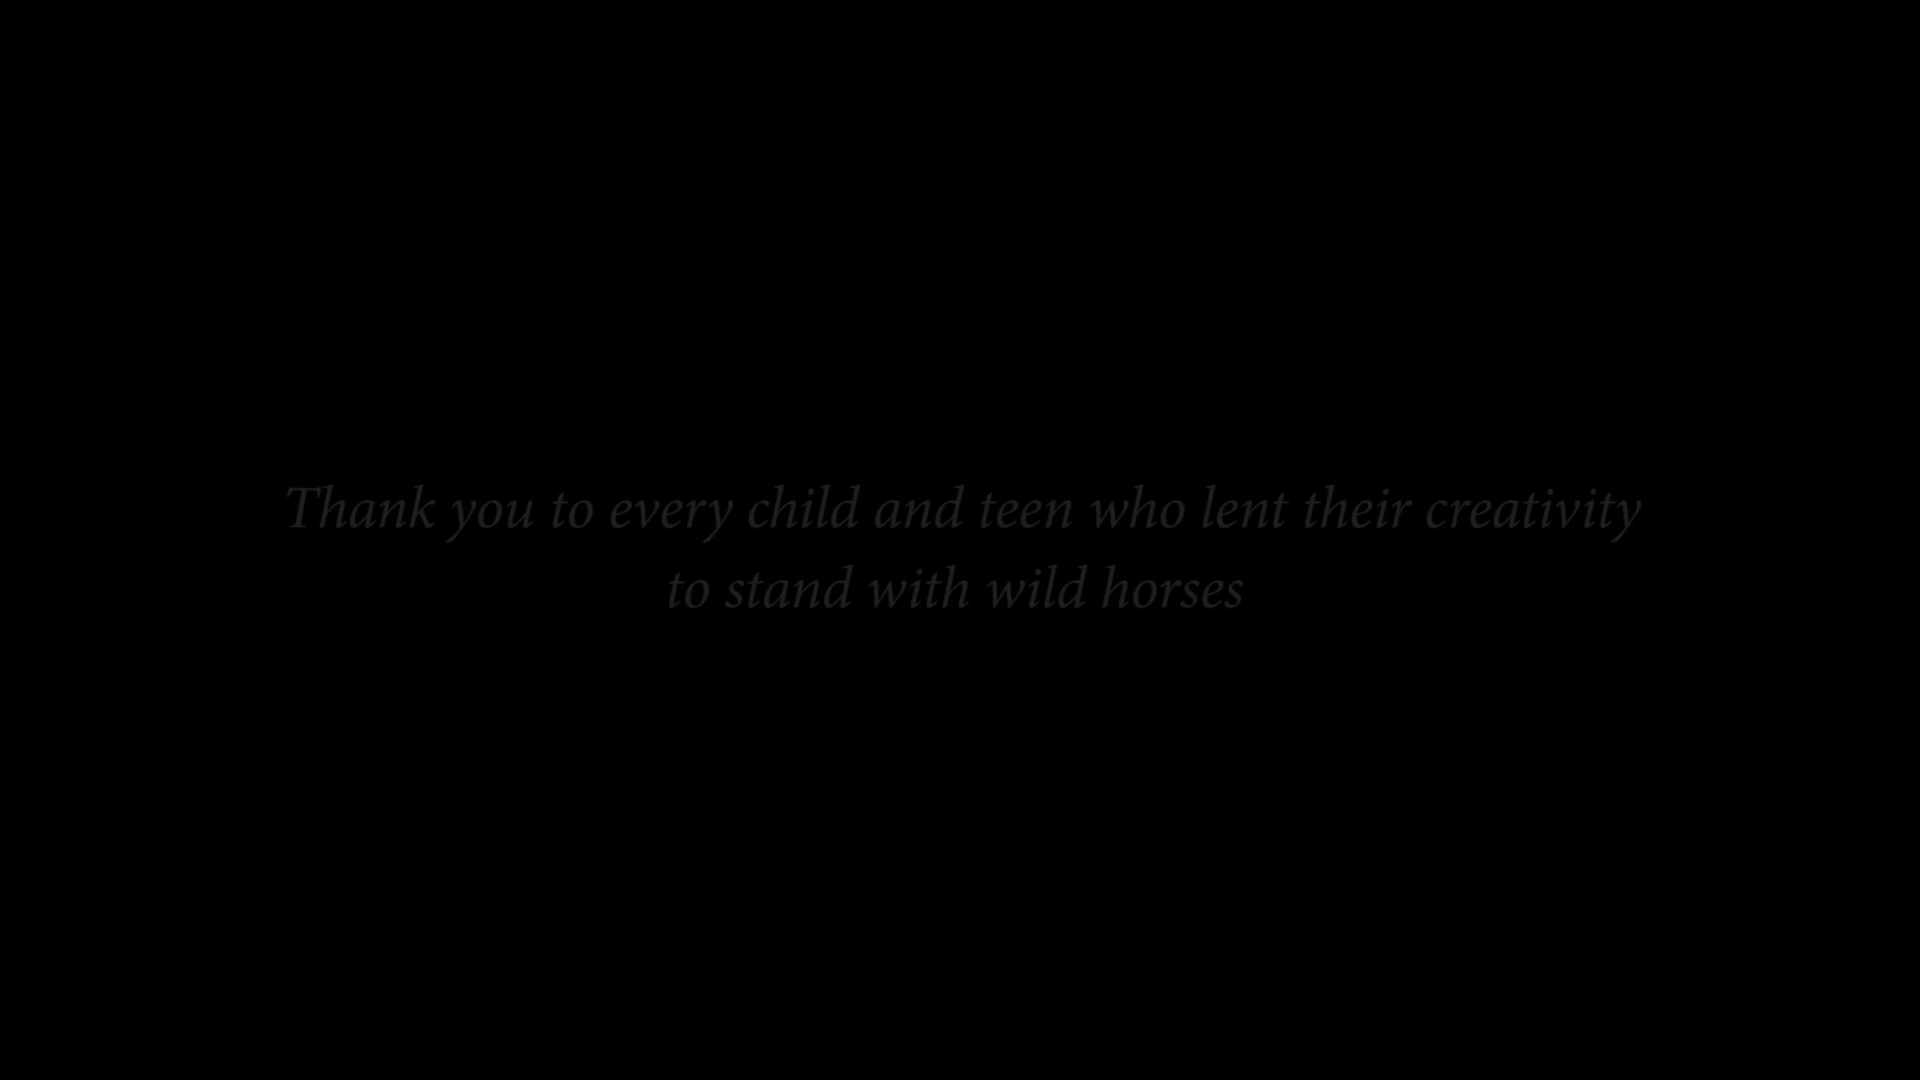 Thank you to every child and teen who lent their creativity
to stand with wild horses